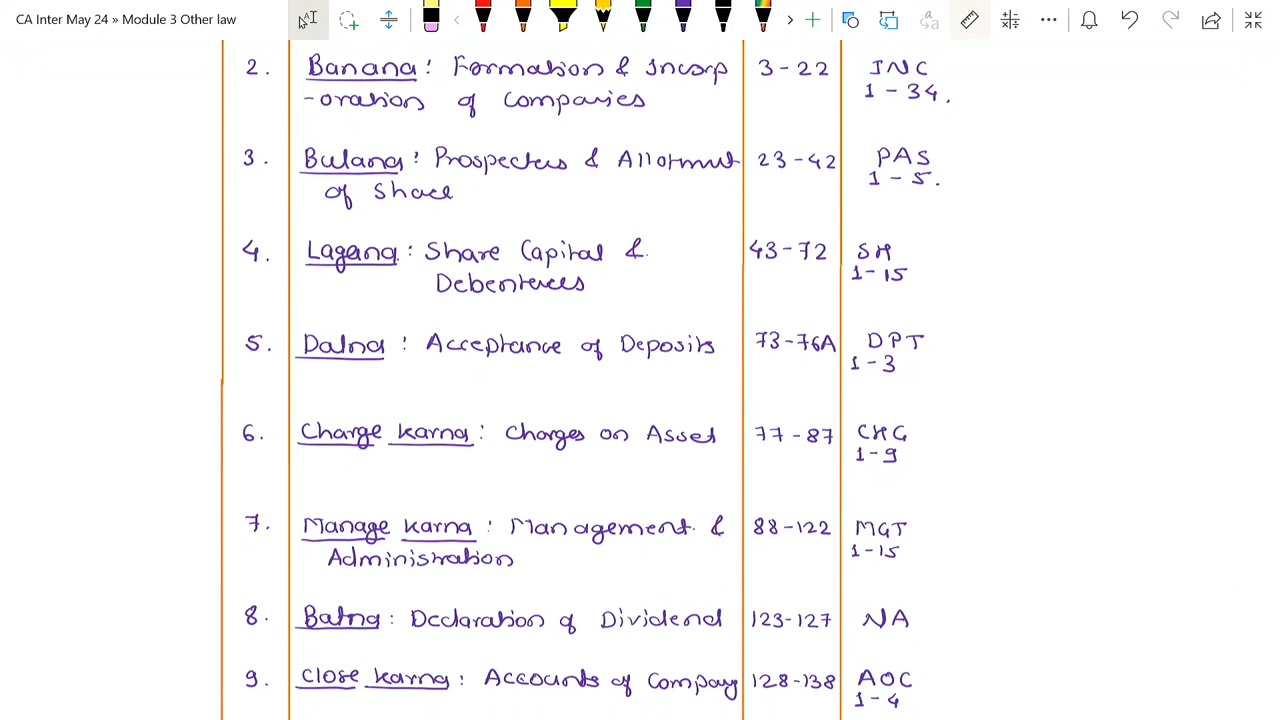 CA Inter May 24 » Module 3 Other law
2. Banana: Formation & Incorp 3-22 INC
-oration of Companies 1-34.
3. Bulana: Prospectus & Allotment 23-42 PAS
of Share 1-5.
4. Lagana: Share Capital & 43-72 SH
Debentures 1-15
5. Dalna: Acceptance of Deposits 73-76A DPT
1-3
6. Charge Karna: Charges on Asset 77-87 CHG
1-9
7. Manage Karna: Management & 88-122 MGT
Administration 1-15
8. Batna: Declaration of Dividend 123-127 NA
9. Close Karna: Accounts of Company 128-138 AOC
1-4